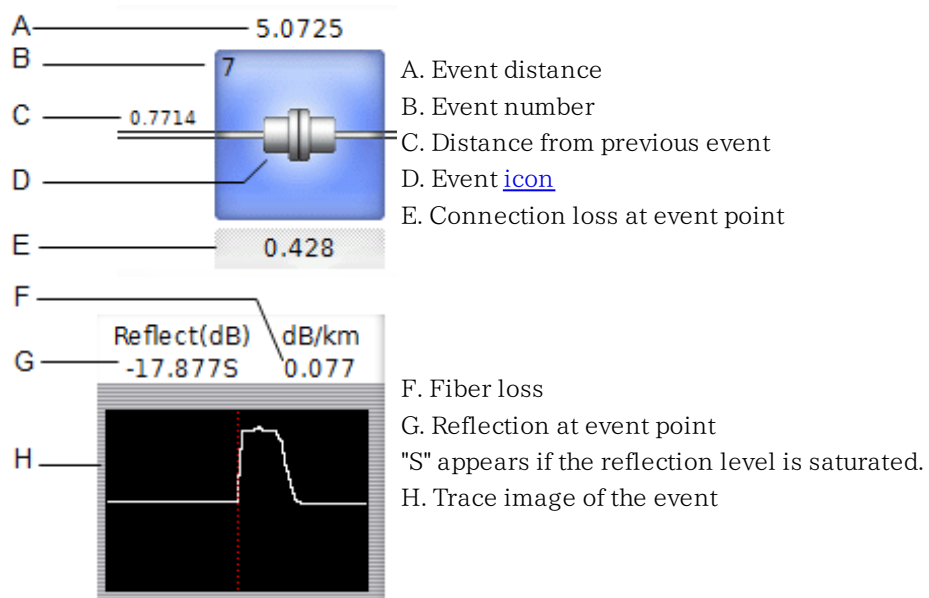 A 5.0725
B 7
C 0.7714
D
E 0.428
A. Event distance
B. Event number
C. Distance from previous event
D. Event icon
E. Connection loss at event point
F
Reflect(dB) dB/km
G -17.877S 0.077
H
F. Fiber loss
G. Reflection at event point
"S" appears if the reflection level is saturated.
H. Trace image of the event